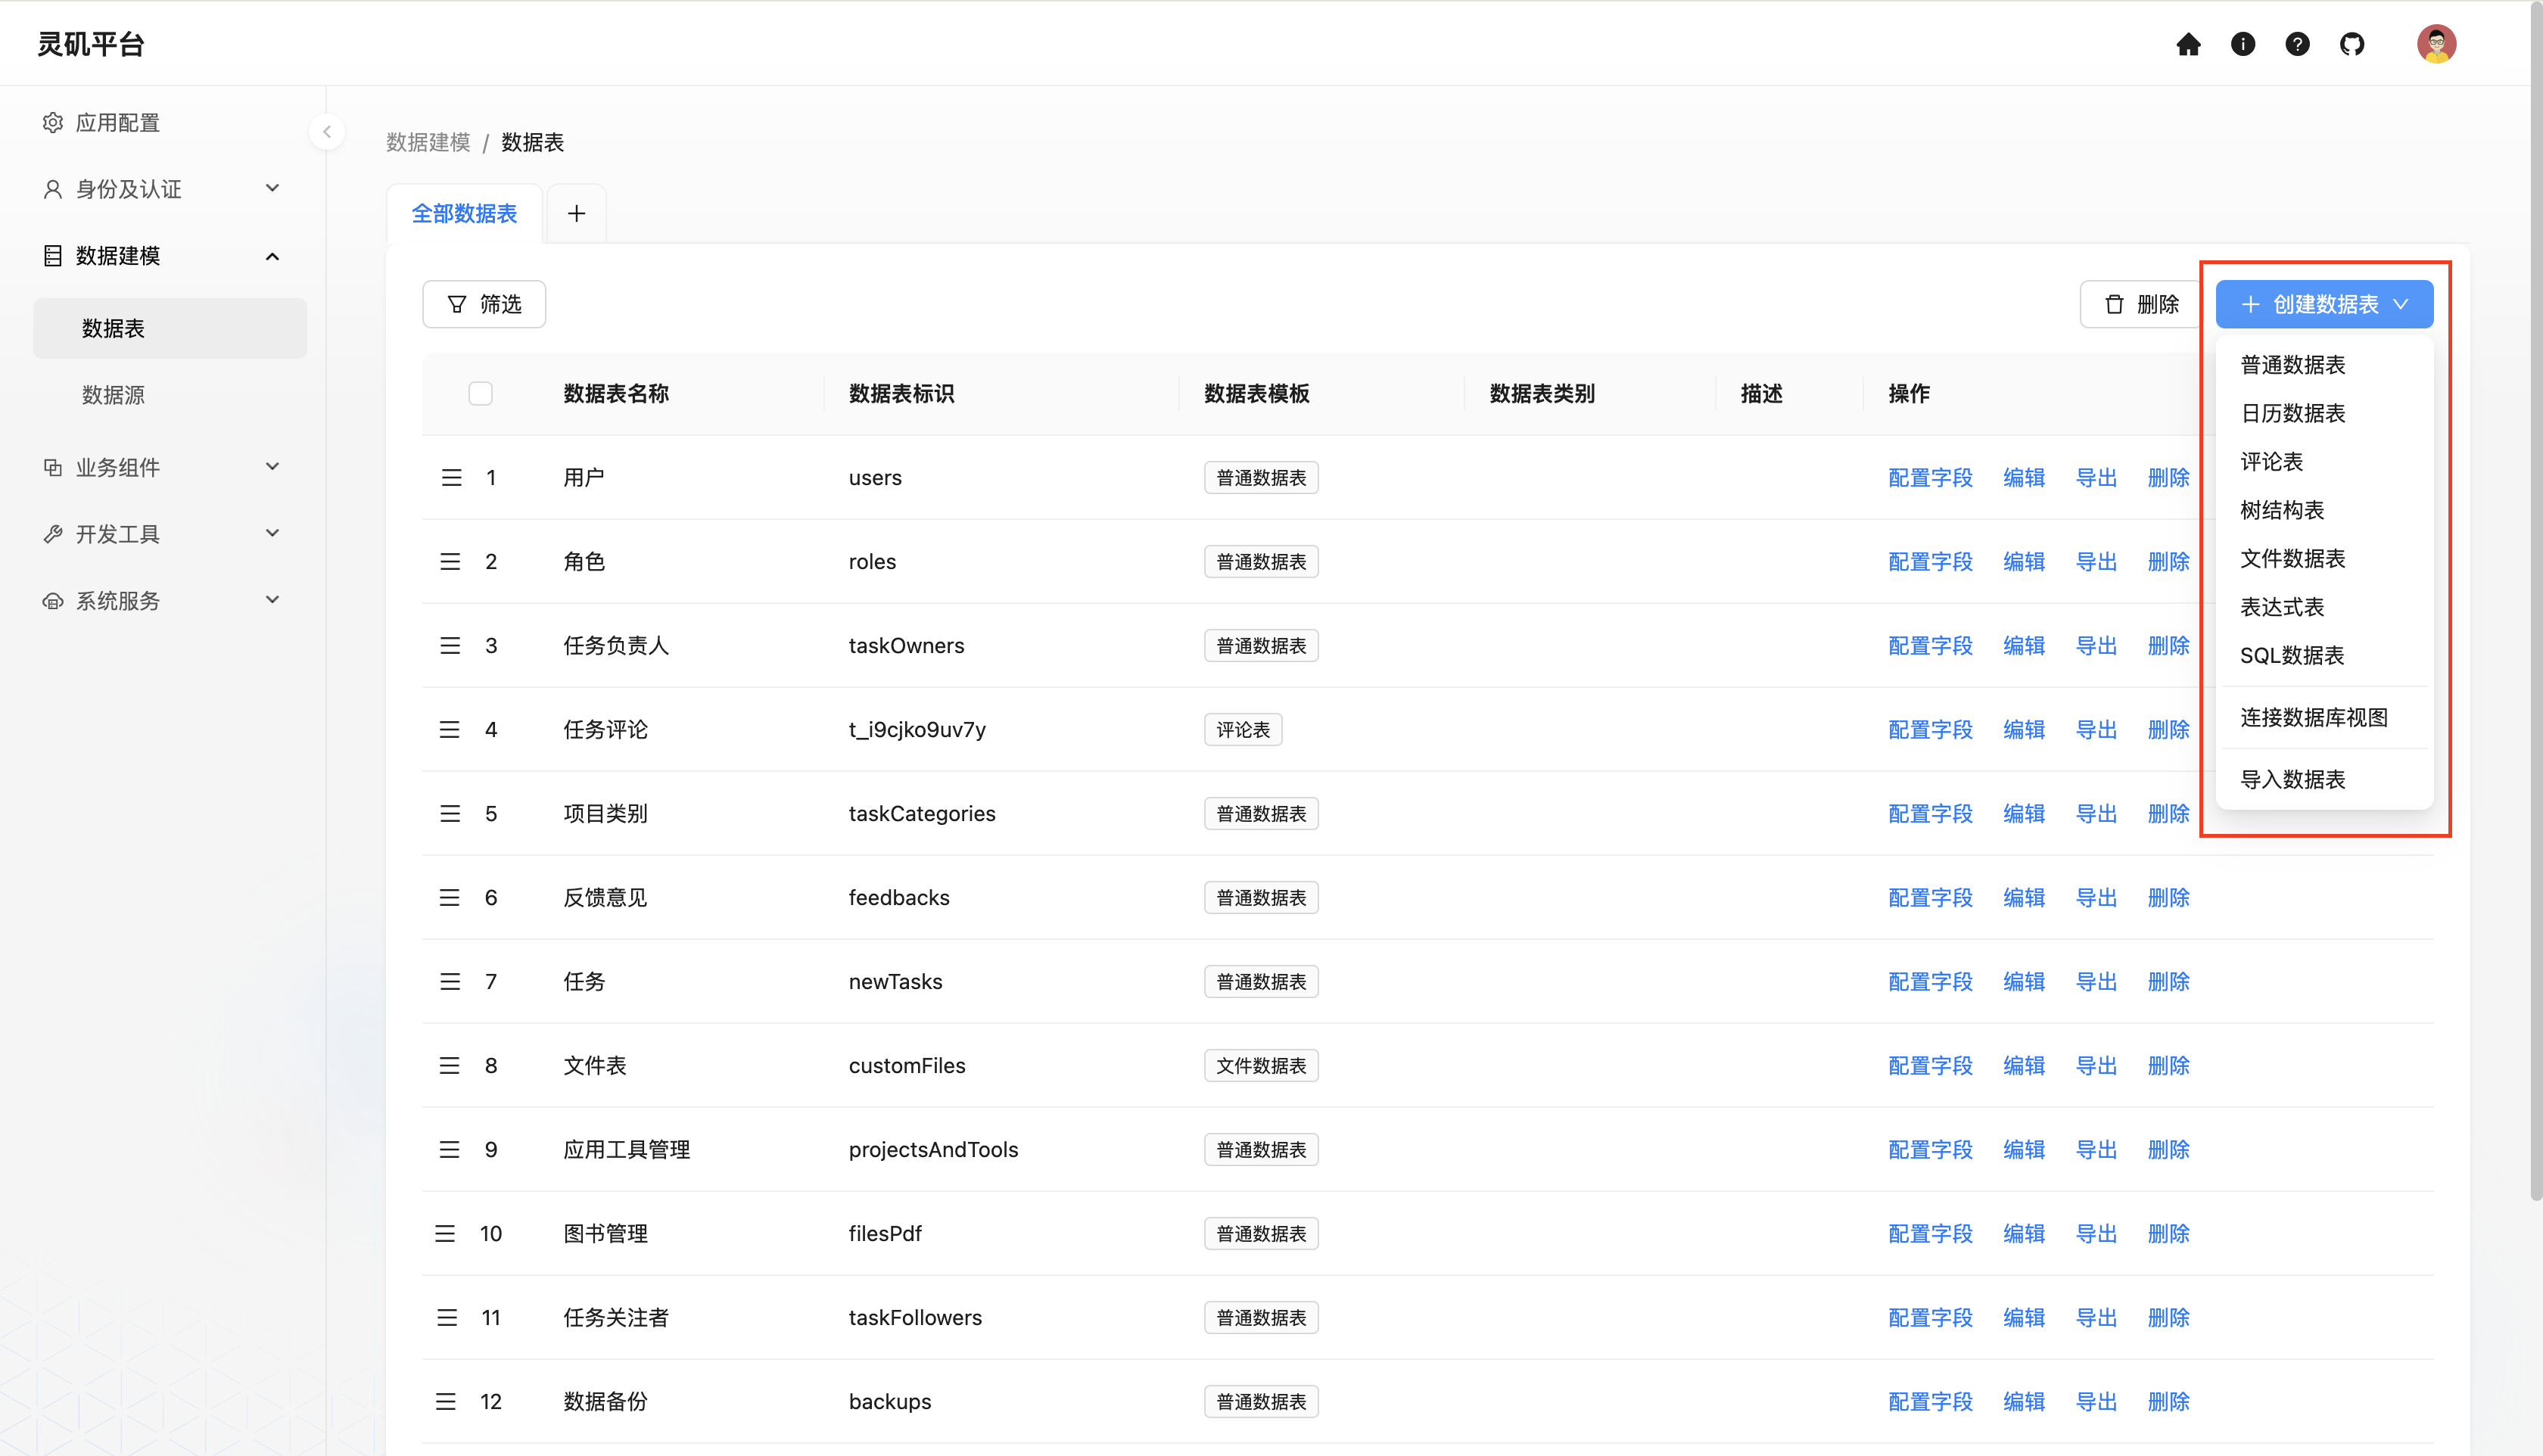 灵矶平台
应用配置
身份及认证
数据建模
数据表
数据源
业务组件
开发工具
系统服务
数据建模 / 数据表
全部数据表
筛选
删除
创建数据表
普通数据表
日历数据表
评论表
树结构表
文件数据表
表达式表
SQL数据表
连接数据库视图
导入数据表
数据表名称 数据表标识 数据表模板 数据表类别 描述 操作
1 用户 users 普通数据表 配置字段 编辑 导出 删除
2 角色 roles 普通数据表 配置字段 编辑 导出 删除
3 任务负责人 taskOwners 普通数据表 配置字段 编辑 导出 删除
4 任务评论 t_i9cjko9uv7y 评论表 配置字段 编辑 导出 删除
5 项目类别 taskCategories 普通数据表 配置字段 编辑 导出 删除
6 反馈意见 feedbacks 普通数据表 配置字段 编辑 导出 删除
7 任务 newTasks 普通数据表 配置字段 编辑 导出 删除
8 文件表 customFiles 文件数据表 配置字段 编辑 导出 删除
9 应用工具管理 projectsAndTools 普通数据表 配置字段 编辑 导出 删除
10 图书管理 filesPdf 普通数据表 配置字段 编辑 导出 删除
11 任务关注者 taskFollowers 普通数据表 配置字段 编辑 导出 删除
12 数据备份 backups 普通数据表 配置字段 编辑 导出 删除